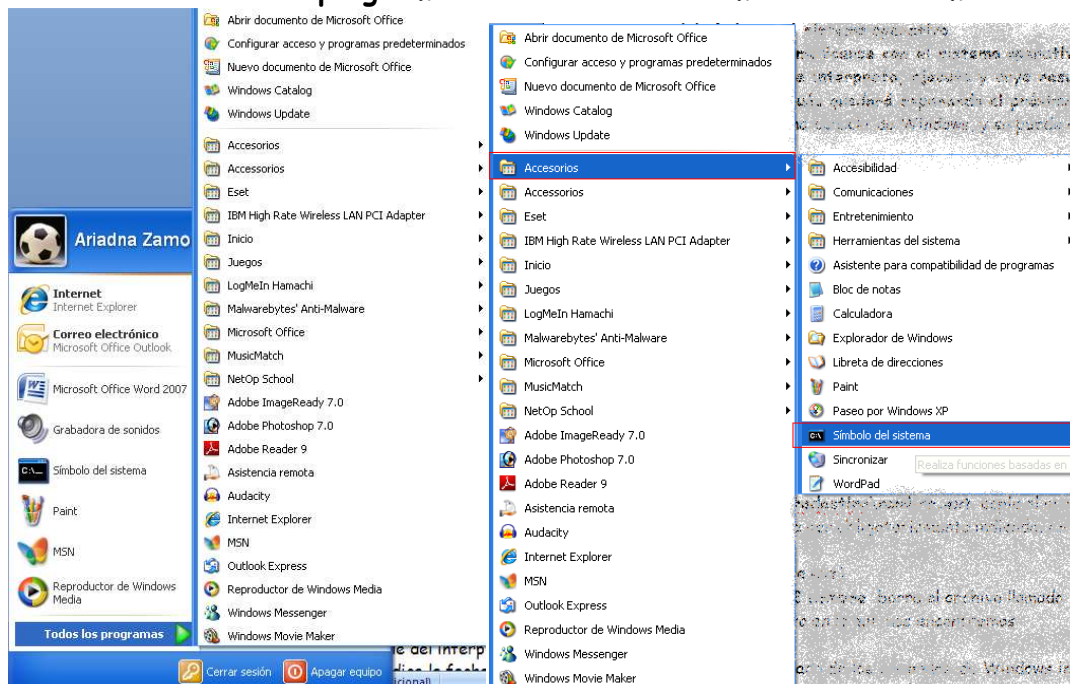 Ariadna Zamo
Internet
Internet Explorer
Correo electrónico
Microsoft Office Outlook
Microsoft Office Word 2007
Grabadora de sonidos
Símbolo del sistema
Paint
MSN
Reproductor de Windows
Media
Todos los programas
Cerrar sesión
Apagar equipo
Abrir documento de Microsoft Office
Configurar acceso y programas predeterminados
Nuevo documento de Microsoft Office
Windows Catalog
Windows Update
Accesorios
Accessorios
Eset
IBM High Rate Wireless LAN PCI Adapter
Inicio
Juegos
LogMeIn Hamachi
Malwarebytes' Anti-Malware
Microsoft Office
MusicMatch
NetOp School
Adobe ImageReady 7.0
Adobe Photoshop 7.0
Adobe Reader 9
Asistencia remota
Audacity
Internet Explorer
MSN
Outlook Express
Reproductor de Windows Media
Windows Messenger
Windows Movie Maker
Abrir documento de Microsoft Office
Configurar acceso y programas predeterminados
Nuevo documento de Microsoft Office
Windows Catalog
Windows Update
Accesorios
Accessorios
Eset
IBM High Rate Wireless LAN PCI Adapter
Inicio
Juegos
LogMeIn Hamachi
Malwarebytes' Anti-Malware
Microsoft Office
MusicMatch
NetOp School
Adobe ImageReady 7.0
Adobe Photoshop 7.0
Adobe Reader 9
Asistencia remota
Audacity
Internet Explorer
MSN
Outlook Express
Reproductor de Windows Media
Windows Messenger
Windows Movie Maker
Accesibilidad
Comunicaciones
Entretenimiento
Herramientas del sistema
Asistente para compatibilidad de programas
Bloc de notas
Calculadora
Explorador de Windows
Libreta de direcciones
Paint
Paseo por Windows XP
Símbolo del sistema
Sincronizar
Realiza funciones basadas en
WordPad